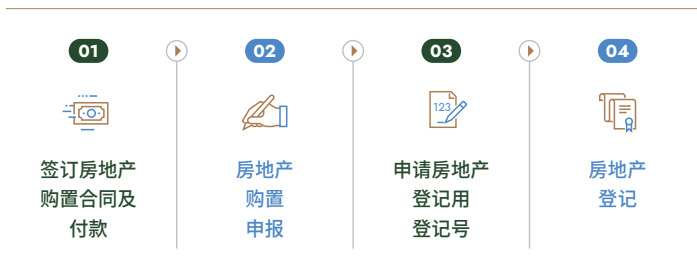 01
签订房地产
购置合同及
付款
02
房地产
购置
申报
03
123
申请房地产
登记用
登记号
04
房地产
登记